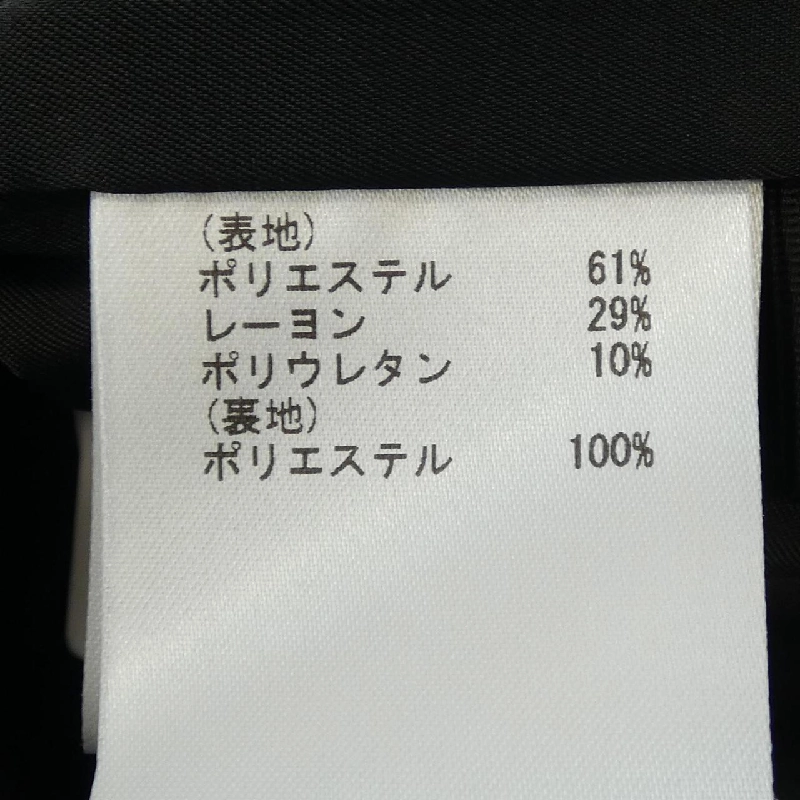 (表地)
ポリエステル 61%
レーヨン 29%
ポリウレタン 10%
(裏地)
ポリエステル 100%